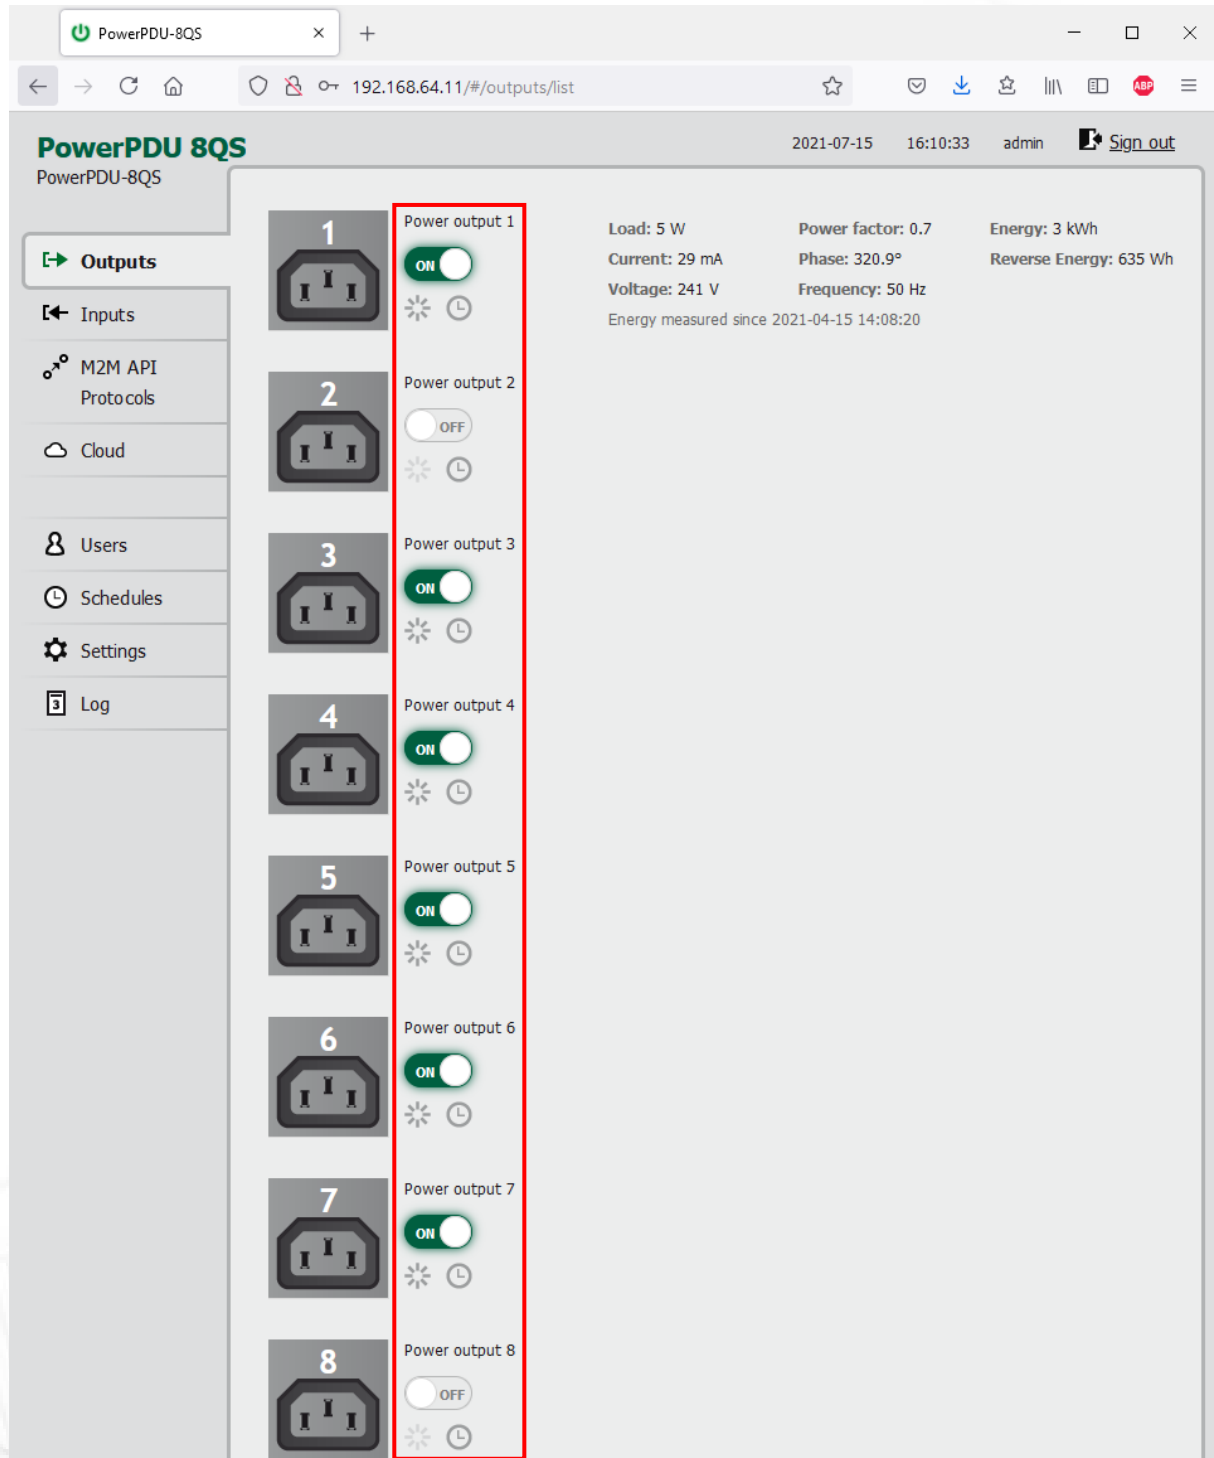 PowerPDU-8QS
192.168.64.11/#/outputs/list
ABP
PowerPDU 8QS
PowerPDU-8QS
2021-07-15 16:10:33 admin Sign out
Outputs
Inputs
M2M API
Protocols
Cloud
Users
Schedules
Settings
3 Log
1
Power output 1
ON
Load: 5 W Power factor: 0.7 Energy: 3 kWh
Current: 29 mA Phase: 320.9° Reverse Energy: 635 Wh
Voltage: 241 V Frequency: 50 Hz
Energy measured since 2021-04-15 14:08:20
2
Power output 2
OFF
3
Power output 3
ON
4
Power output 4
ON
5
Power output 5
ON
6
Power output 6
ON
7
Power output 7
ON
8
Power output 8
OFF